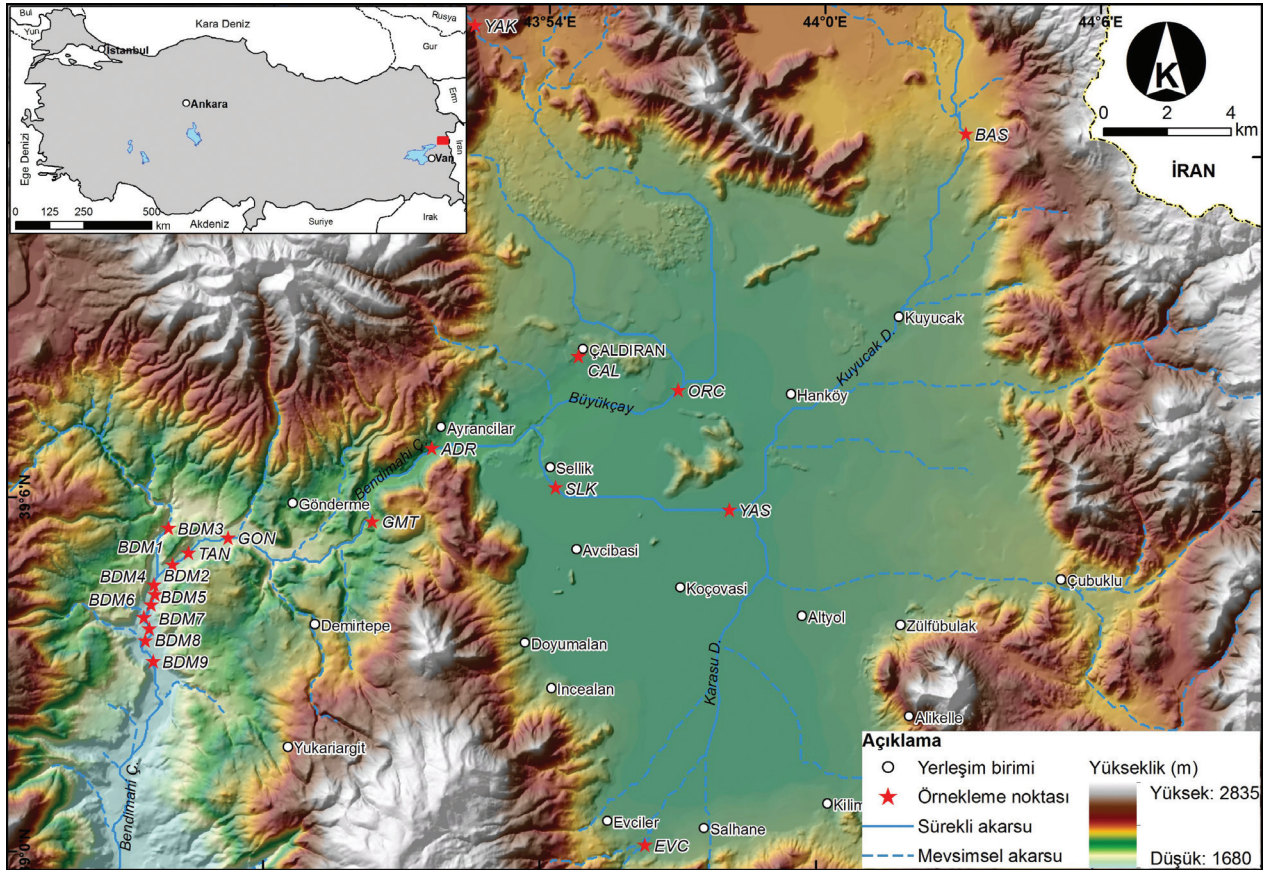 Bul
Yun
Kara Deniz
Rusya
Gur
Erm
İran
İstanbul
Ankara
Van
Ege Denizi
0 125 250 500
km
Akdeniz
Suriye
Irak
43°54'E
44°0'E
44°6'E
39°6'N
39°0'N
K
0 2 4
km
İRAN
YAK
BAS
Kuyucak
Kuyucak D.
ÇALDIRAN
CAL
ORC
Hanköy
Büyükçay
Ayrancilar
ADR
Bendimahi Ç.
Sellik
SLK
YAS
Gönderme
GMT
BDM3
GON
BDM1
TAN
BDM2
BDM4
BDM5
BDM6
BDM7
BDM8
BDM9
Avcibasi
Koçovasi
Çubuklu
Altyol
Zülfübulak
Demirtepe
Doyumalan
Karasu D.
Incealan
Alikelle
Yukariargit
Bendimahi Ç.
Evciler
Salhane
EVC
Açıklama
Yerleşim birimi
Örnekleme noktası
Sürekli akarsu
Mevsimsel akarsu
Yükseklik (m)
Yüksek: 2835
Düşük: 1680